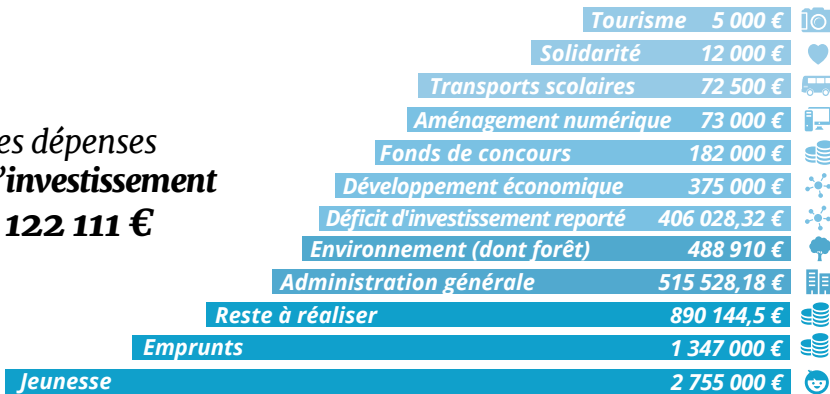 es dépenses
'investissement
122 111 €
Tourisme 5 000 €
Solidarité 12 000 €
Transports scolaires 72 500 €
Aménagement numérique 73 000 €
Fonds de concours 182 000 €
Développement économique 375 000 €
Déficit d'investissement reporté 406 028,32 €
Environnement (dont forêt) 488 910 €
Administration générale 515 528,18 €
Reste à réaliser 890 144,5 €
Emprunts 1 347 000 €
Jeunesse 2 755 000 €